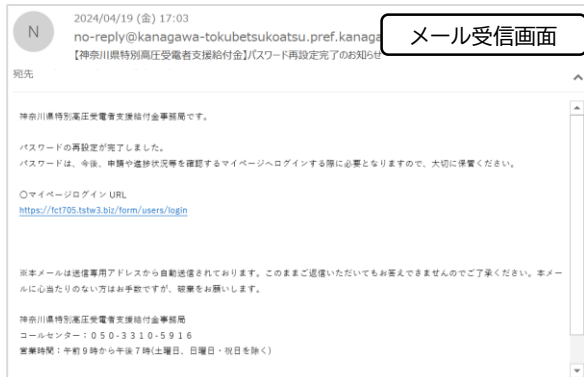 N
2024/04/19 (金) 17:03
no-reply@kanagawa-tokubetsukoatsu.pref.kanaga
メール受信画面
【神奈川県特別高圧受電者支援給付金】パスワード再設定完了のお知らせ
宛先
神奈川県特別高圧受電者支援給付金事務局です。
パスワードの再設定が完了しました。
パスワードは、今後、申請や進捗状況等を確認するマイページへログインする際に必要となりますので、大切に保管ください。
〇マイページログイン URL
https://fct705.tstw3.biz/form/users/login
※本メールは送信専用アドレスから自動送信されております。このままご返信いただいてもお答えできませんのでご了承ください。本メー
ルに心当たりのない方はお手数ですが、破棄をお願いします。
神奈川県特別高圧受電者支援給付金事務局
コールセンター：０５０-３３１０-５９１６
営業時間：午前９時から午後７時(土曜日、日曜日・祝日を除く)